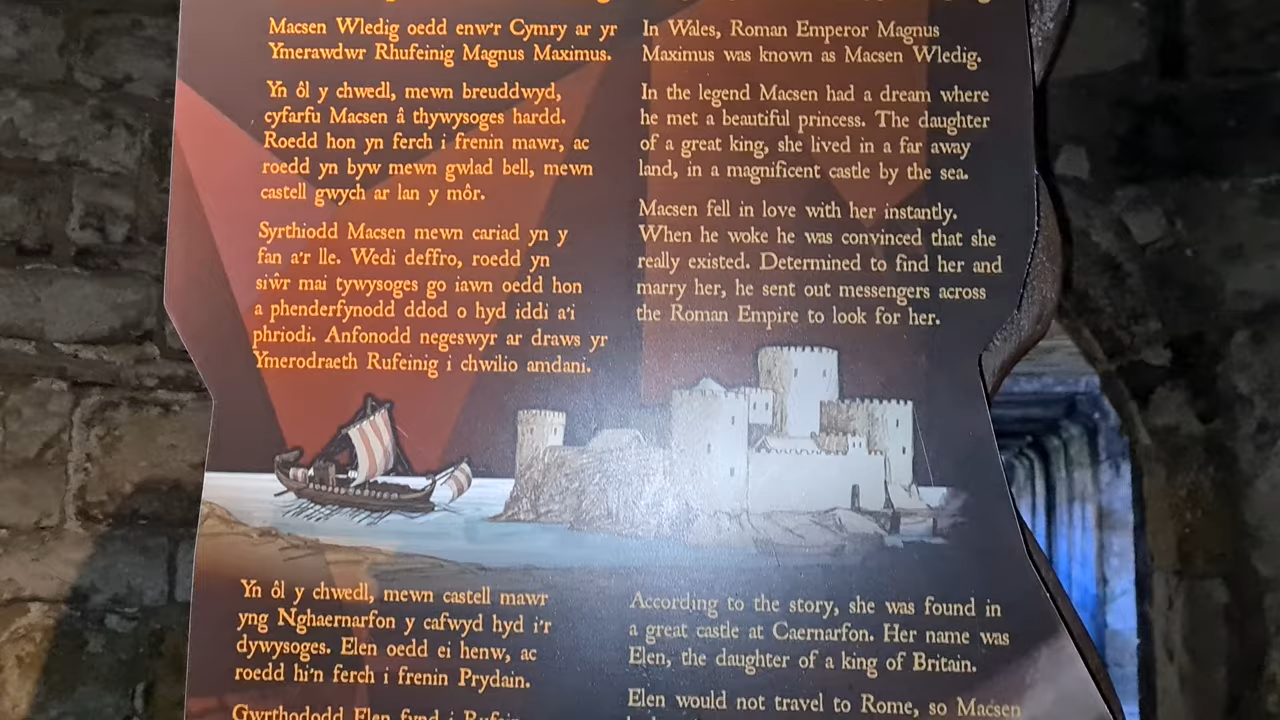 Macsen Wledig oedd enw'r Cymry ar yr
Ymerawdwr Rhufeinig Magnus Maximus.
Yn ôl y chwedl, mewn breuddwyd,
cyfarfu Macsen â thywysoges hardd.
Roedd hon yn ferch i frenin mawr, ac
roedd yn byw mewn gwlad bell, mewn
castell gwych ar lan y môr.
Syrthiodd Macsen mewn cariad yn y
fan a'r lle. Wedi deffro, roedd yn
siŵr mai tywysoges go iawn oedd hon
a phenderfynodd ddod o hyd iddi a'i
phriodi. Anfonodd negeswyr ar draws yr
Ymerodraeth Rufeinig i chwilio amdani.
In Wales, Roman Emperor Magnus
Maximus was known as Macsen Wledig.
In the legend Macsen had a dream where
he met a beautiful princess. The daughter
of a great king, she lived in a far away
land, in a magnificent castle by the sea.
Macsen fell in love with her instantly.
When he woke he was convinced that she
really existed. Determined to find her and
marry her, he sent out messengers across
the Roman Empire to look for her.
Yn ôl y chwedl, mewn castell mawr
yng Nghaernarfon y cafwyd hyd i'r
dywysoges. Elen oedd ei henw, ac
roedd hi'n ferch i frenin Prydain.
Gwrthododd Elen fynd i
According to the story, she was found in
a great castle at Caernarfon. Her name was
Elen, the daughter of a king of Britain.
Elen would not travel to Rome, so Macsen